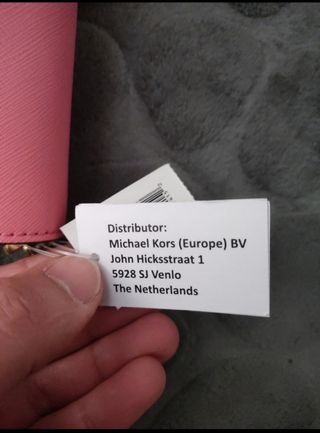 Distributor:
Michael Kors (Europe) BV
John Hicksstraat 1
5928 SJ Venlo
The Netherlands